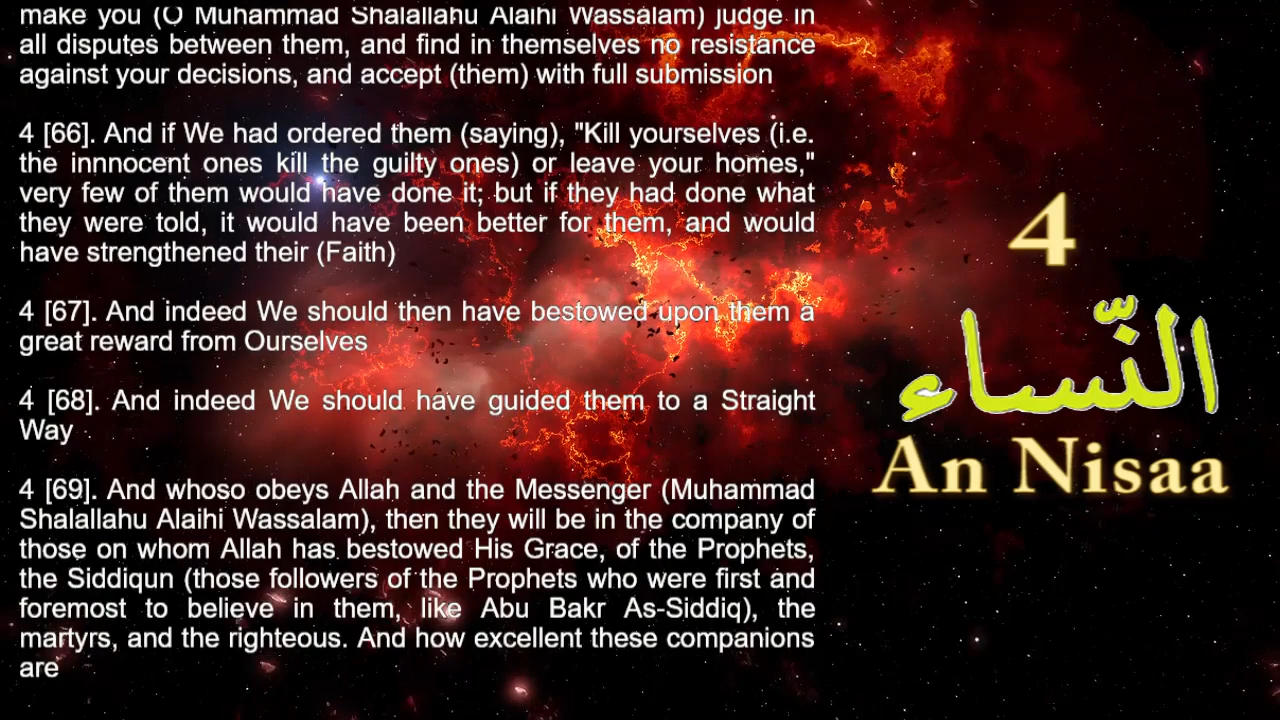 make you (O Muhammad Shalallahu Alaihi Wassalam) judge in
all disputes between them, and find in themselves no resistance
against your decisions, and accept (them) with full submission
4 [66]. And if We had ordered them (saying), "Kill yourselves (i.e.
the innnocent ones kill the guilty ones) or leave your homes,"
very few of them would have done it; but if they had done what
they were told, it would have been better for them, and would
have strengthened their (Faith)
4 [67]. And indeed We should then have bestowed upon them a
great reward from Ourselves
4 [68]. And indeed We should have guided them to a Straight
Way
4 [69]. And whoso obeys Allah and the Messenger (Muhammad
Shalallahu Alaihi Wassalam), then they will be in the company of
those on whom Allah has bestowed His Grace, of the Prophets,
the Siddiqun (those followers of the Prophets who were first and
foremost to believe in them, like Abu Bakr As-Siddiq), the
martyrs, and the righteous. And how excellent these companions
are
4
النّساء
An Nisaa